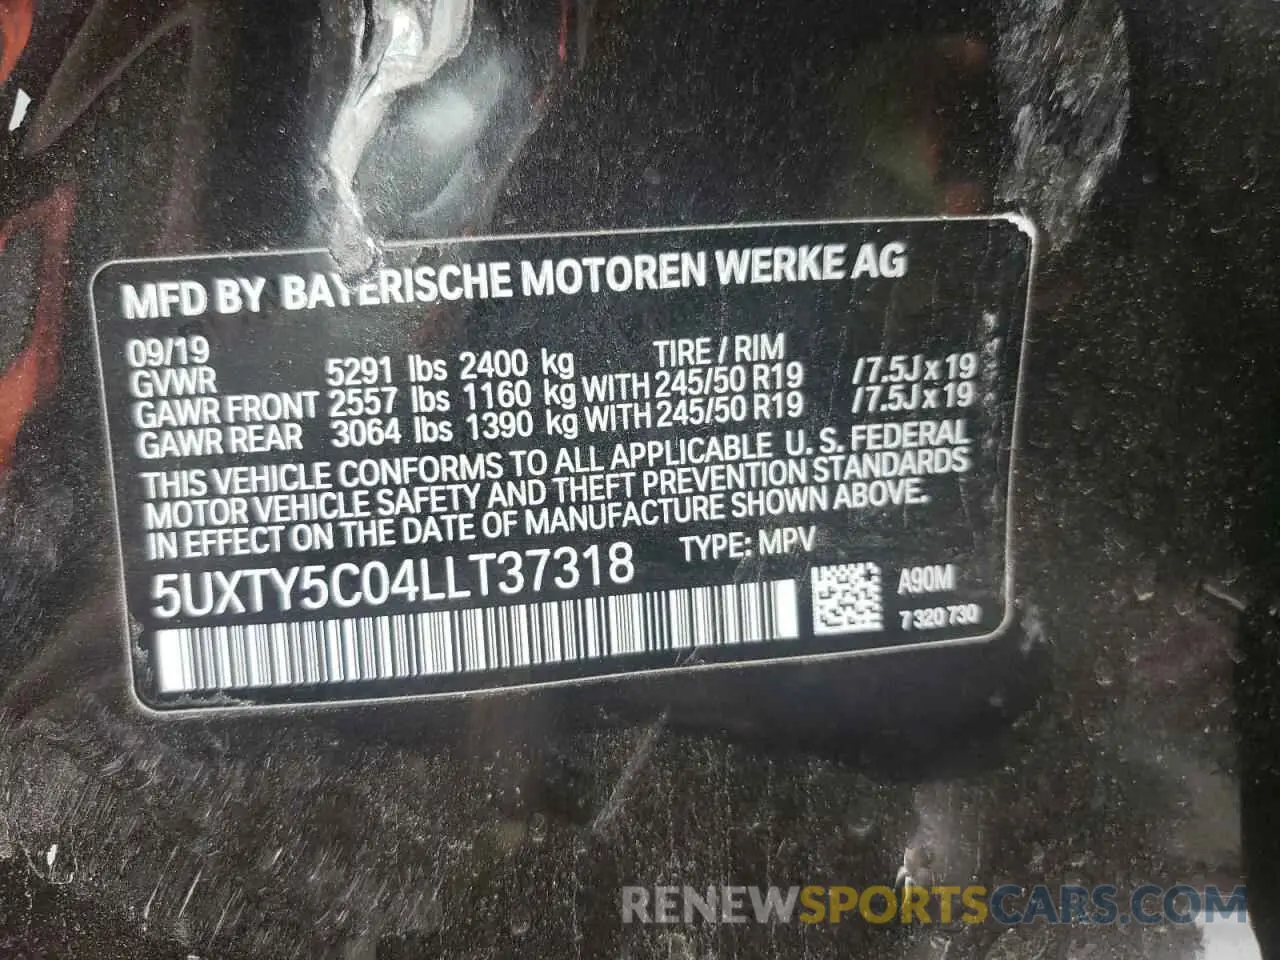 MFD BY BAYERISCHE MOTOREN WERKE AG
09/19 TIRE / RIM
GVWR 5291 lbs 2400 kg
GAWR FRONT 2557 lbs 1160 kg WITH 245/50 R19 /7.5J x 19
GAWR REAR 3064 lbs 1390 kg WITH 245/50 R19 /7.5J x 19
THIS VEHICLE CONFORMS TO ALL APPLICABLE U. S. FEDERAL
MOTOR VEHICLE SAFETY AND THEFT PREVENTION STANDARDS
IN EFFECT ON THE DATE OF MANUFACTURE SHOWN ABOVE.
5UXTY5C04LLT37318 TYPE: MPV
A90M
7 320 730
RENEWSPORTSCARS.COM